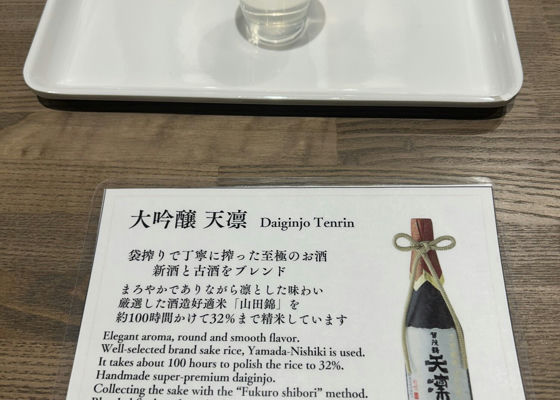 大吟醸 天凛 Daiginjo Tenrin
袋搾りで丁寧に搾った至極のお酒
新酒と古酒をブレンド
まろやかでありながら凛とした味わい
厳選した酒造好適米「山田錦」を
約100時間かけて32%まで精米しています
Elegant aroma, round and smooth flavor.
Well-selected brand sake rice, Yamada-Nishiki is used.
It takes about 100 hours to polish the rice to 32%.
Handmade super-premium daiginjo.
Collecting the sake with the “Fukuro shibori” method.
賀茂鶴
天凛